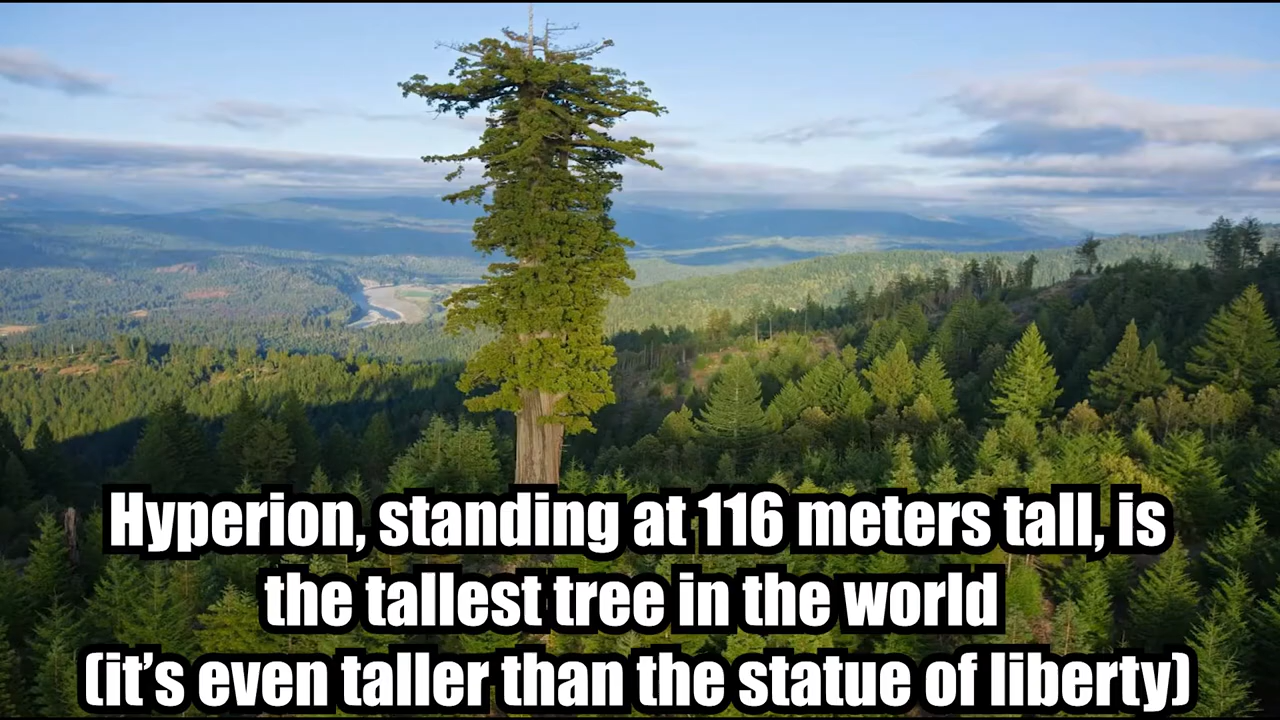 Hyperion, standing at 116 meters tall, is
the tallest tree in the world
(it’s even taller than the statue of liberty)